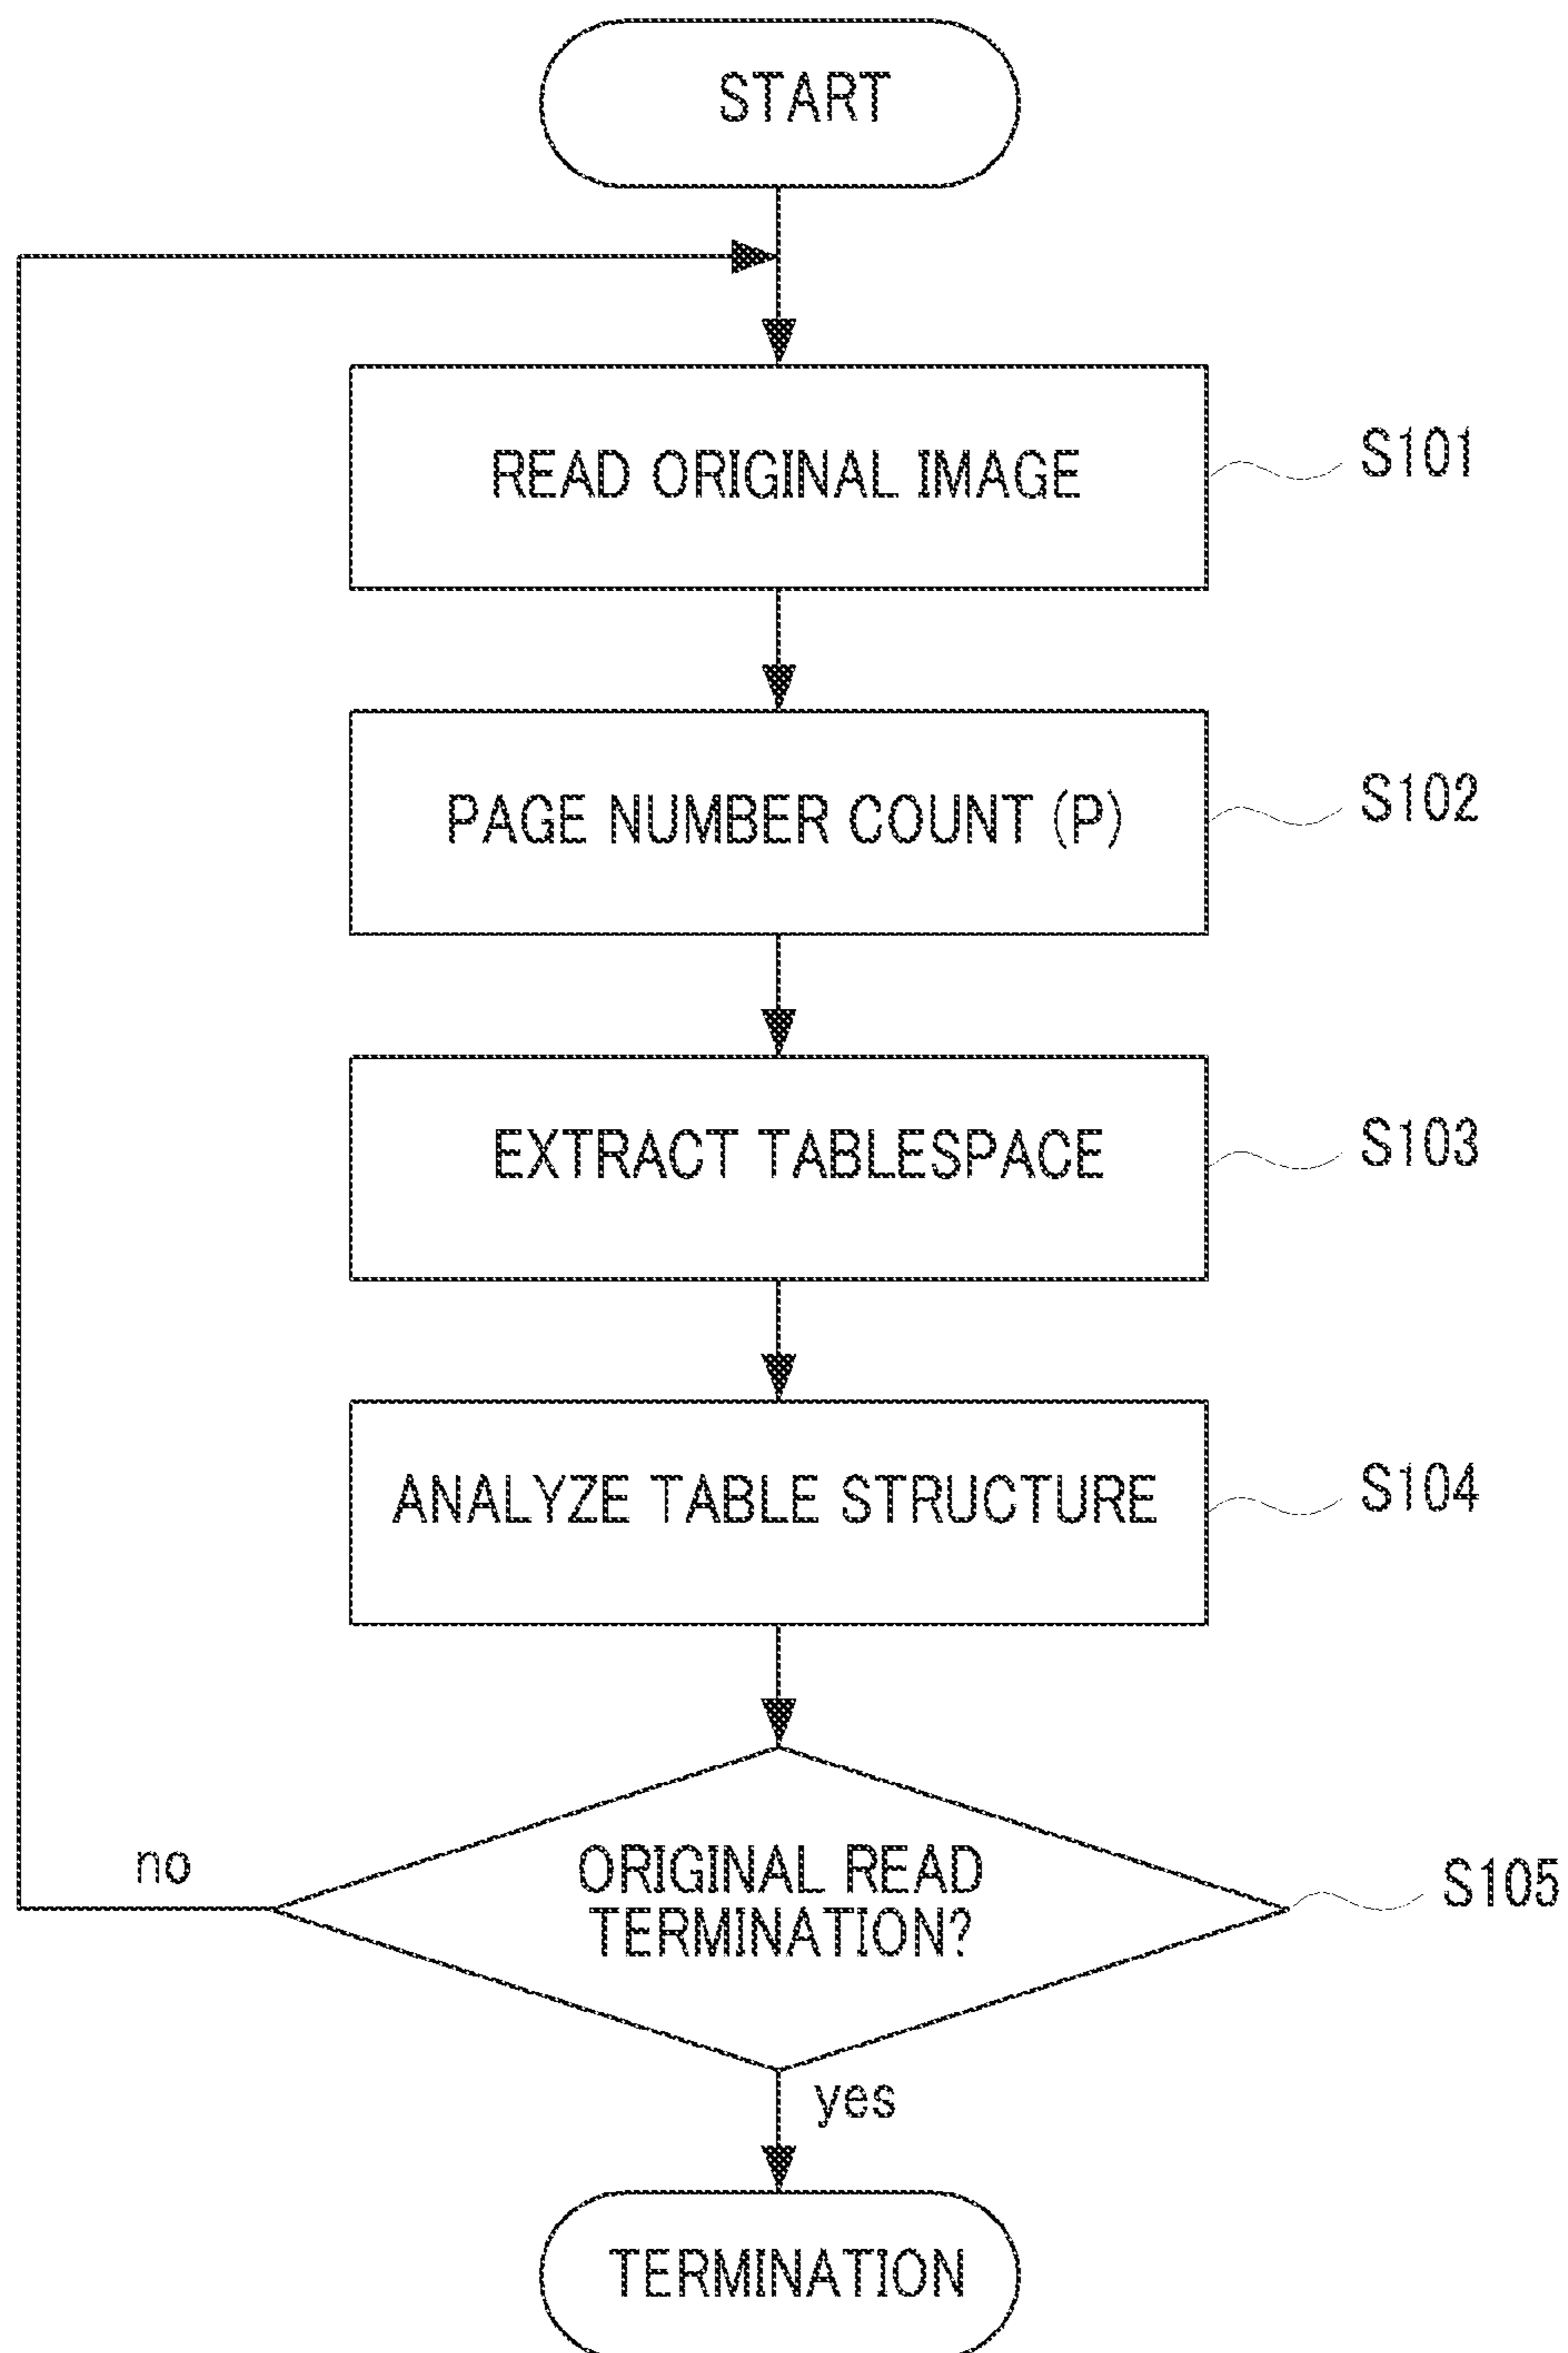 START
READ ORIGINAL IMAGE
S101
PAGE NUMBER COUNT (P)
S102
EXTRACT TABLESPACE
S103
ANALYZE TABLE STRUCTURE
S104
ORIGINAL READ
TERMINATION?
S105
no
yes
TERMINATION